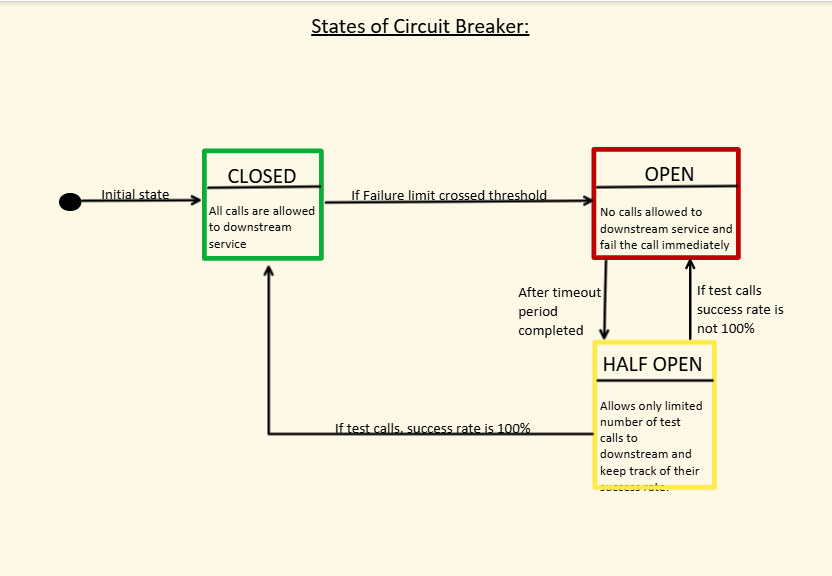 States of Circuit Breaker:
Initial state
CLOSED
All calls are allowed
to downstream
service
If Failure limit crossed threshold
OPEN
No calls allowed to
downstream service and
fail the call immediately
After timeout
period
completed
If test calls
success rate is
not 100%
HALF OPEN
Allows only limited
number of test
calls to
downstream and
keep track of their
success rate.
If test calls. success rate is 100%